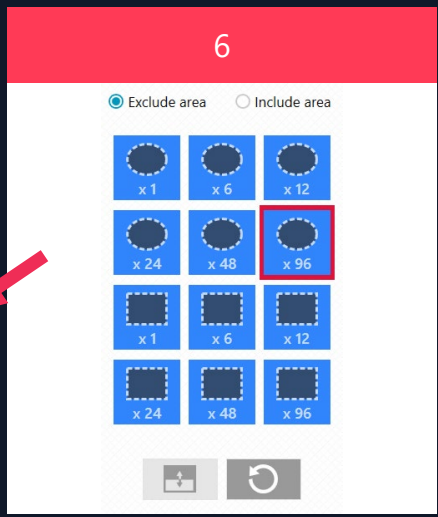 6
Exclude area Include area
x 1 x 6 x 12
x 24 x 48 x 96
x 1 x 6 x 12
x 24 x 48 x 96